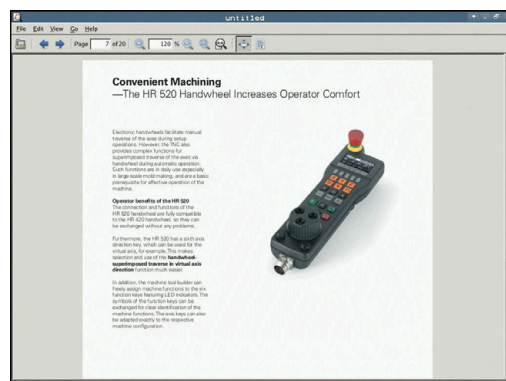 untitled
File Edit View Go Help
Page 7 of 20 120 %
Convenient Machining
—The HR 520 Handwheel Increases Operator Comfort
Electronic handwheels facilitate manual
traverse of the axes during setup
operations. However, the TNC also
provides complex functions for
superimposed traverse of the axes via
handwheel during automatic operation.
Such functions are in daily use especially
in large-scale mold making, and are a basic
prerequisite for effective operation of the
machine.
Operator benefits of the HR 520
The connection and functions of the
HR 520 handwheel are fully compatible
to the HR 420 handwheel, so they can
be exchanged without any problems.
Furthermore, the HR 520 has a sixth axis
direction key, which can be used for the
virtual axis, for example. This makes
selection and use of the handwheel-
superimposed traverse in virtual axis
direction function much easier.
In addition, the machine tool builder can
freely assign machine functions to the six
function keys featuring LED indicators. The
symbols of the function keys can be
exchanged for clear identification of the
machine functions. The axis keys can also
be adapted exactly to the respective
machine configuration.